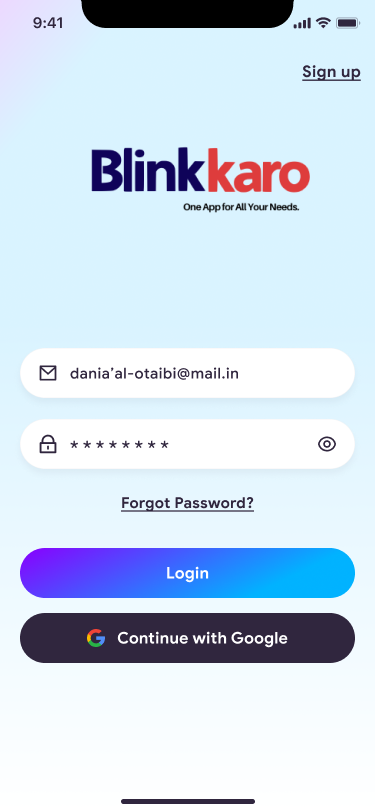 9:41
Sign up
Blinkkaro
One App for All Your Needs.
dania’al-otaibi@mail.in
* * * * * * * *
Forgot Password?
Login
Continue with Google